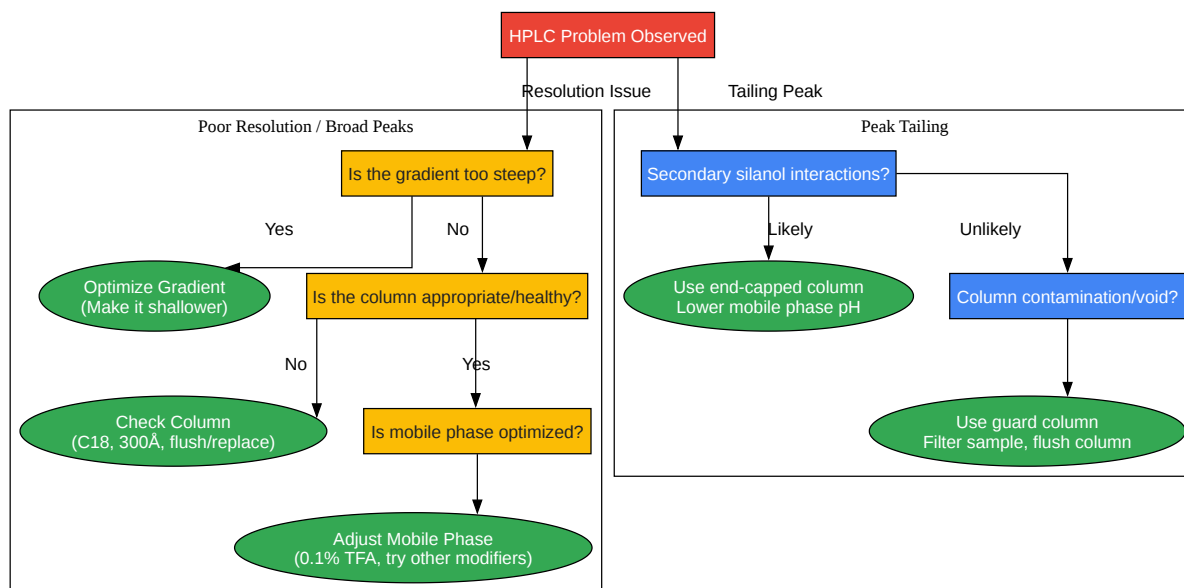 HPLC Problem Observed
Resolution Issue
Tailing Peak
Poor Resolution / Broad Peaks
Is the gradient too steep?
Yes
No
Optimize Gradient
(Make it shallower)
Is the column appropriate/healthy?
No
Yes
Check Column
(C18, 300Å, flush/replace)
Is mobile phase optimized?
Adjust Mobile Phase
(0.1% TFA, try other modifiers)
Peak Tailing
Secondary silanol interactions?
Likely
Unlikely
Use end-capped column
Lower mobile phase pH
Column contamination/void?
Use guard column
Filter sample, flush column